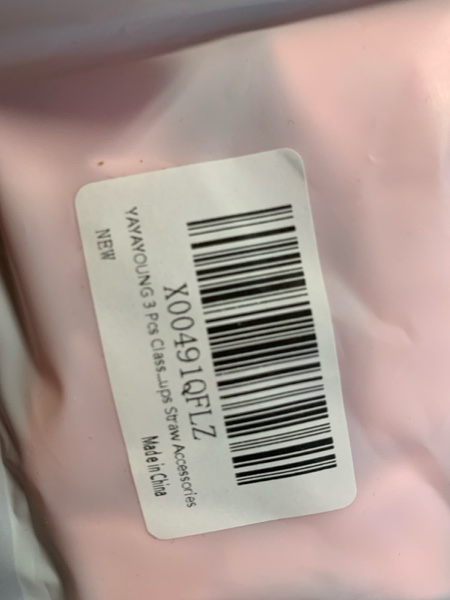 X00491QFLZ
YAYAYOUNG 3 Pcs Class...ups Straw Accessories
NEW
Made in China